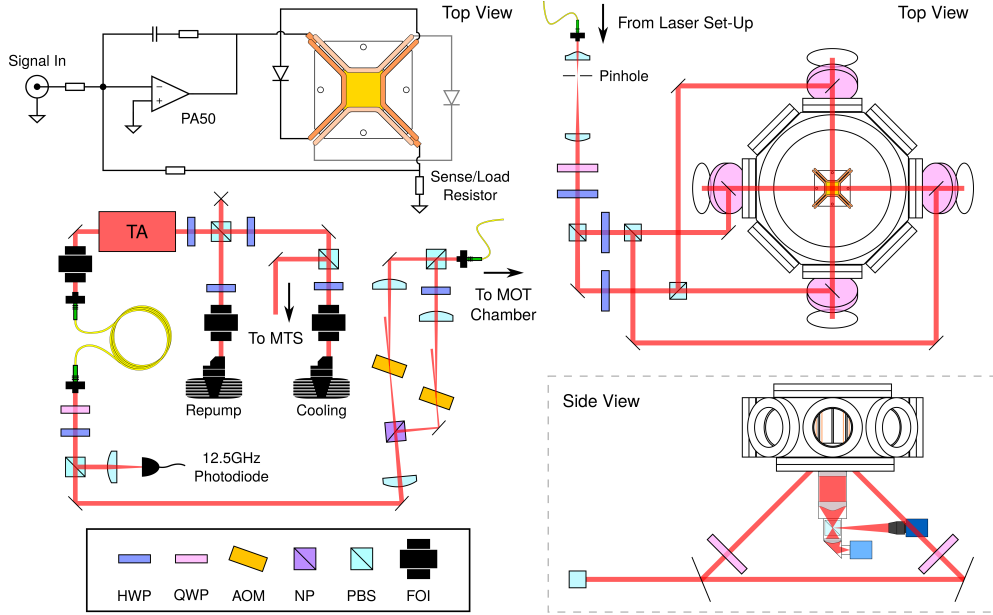 Top View
Signal In
−
+
PA50
Sense/Load
Resistor
TA
To MTS
Repump
Cooling
To MOT
Chamber
12.5GHz
Photodiode
HWP
QWP
AOM
NP
PBS
FOI
From Laser Set-Up
Top View
Pinhole
Side View